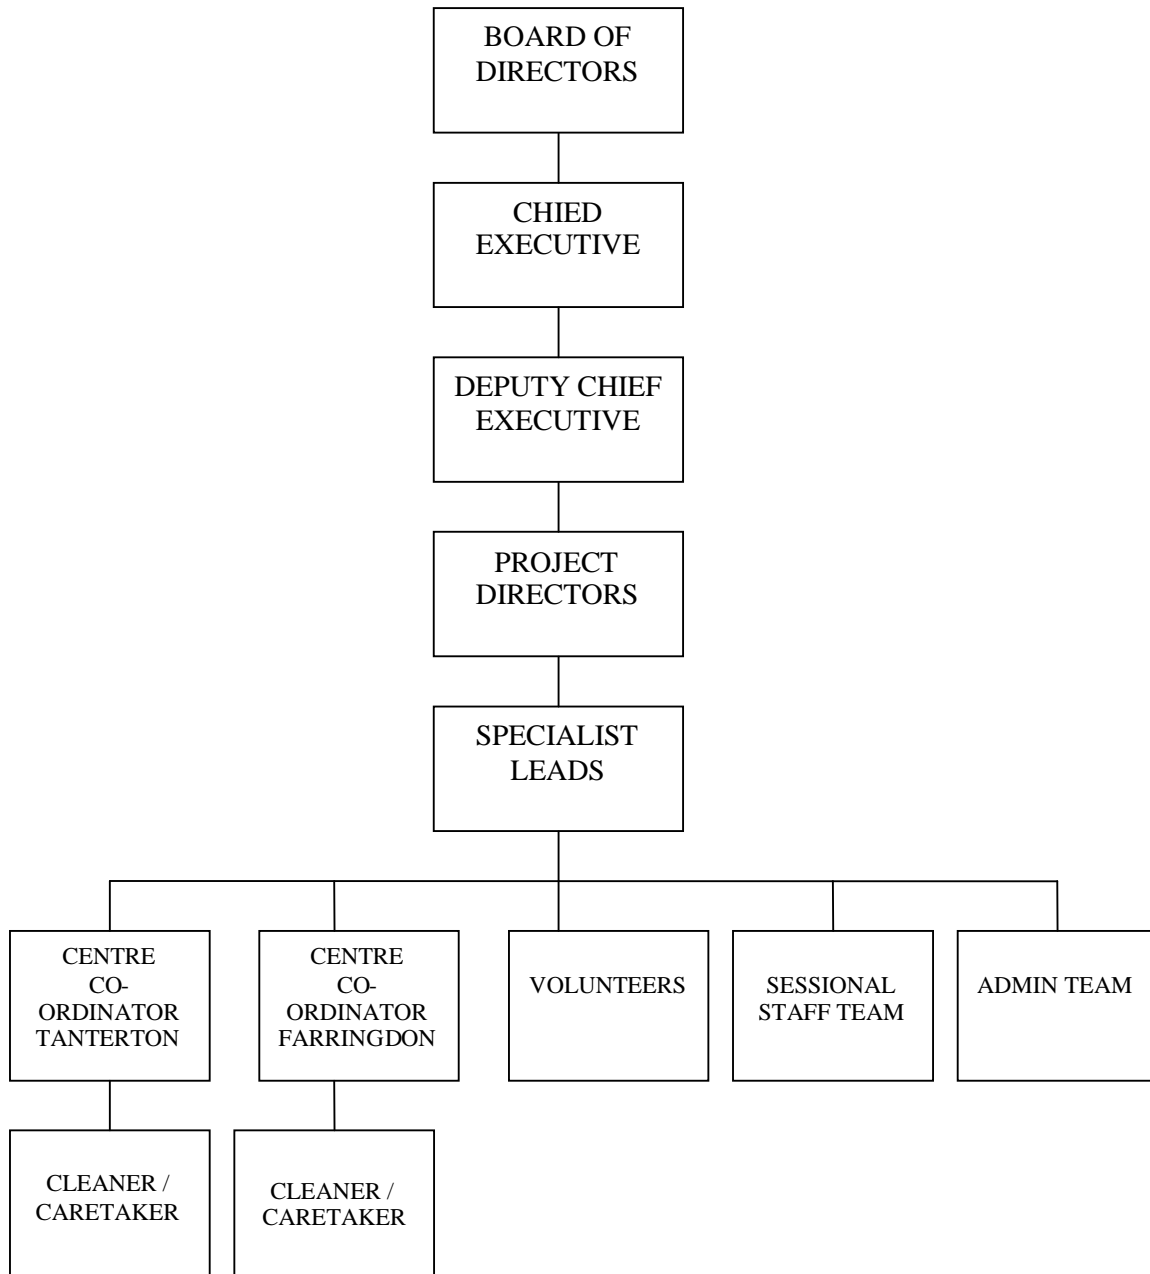 BOARD OF
DIRECTORS
CHIED
EXECUTIVE
DEPUTY CHIEF
EXECUTIVE
PROJECT
DIRECTORS
SPECIALIST
LEADS
CENTRE
CO-
ORDINATOR
TANTERTON
CENTRE
CO-
ORDINATOR
FARRINGDON
VOLUNTEERS
SESSIONAL
STAFF TEAM
ADMIN TEAM
CLEANER /
CARETAKER
CLEANER /
CARETAKER